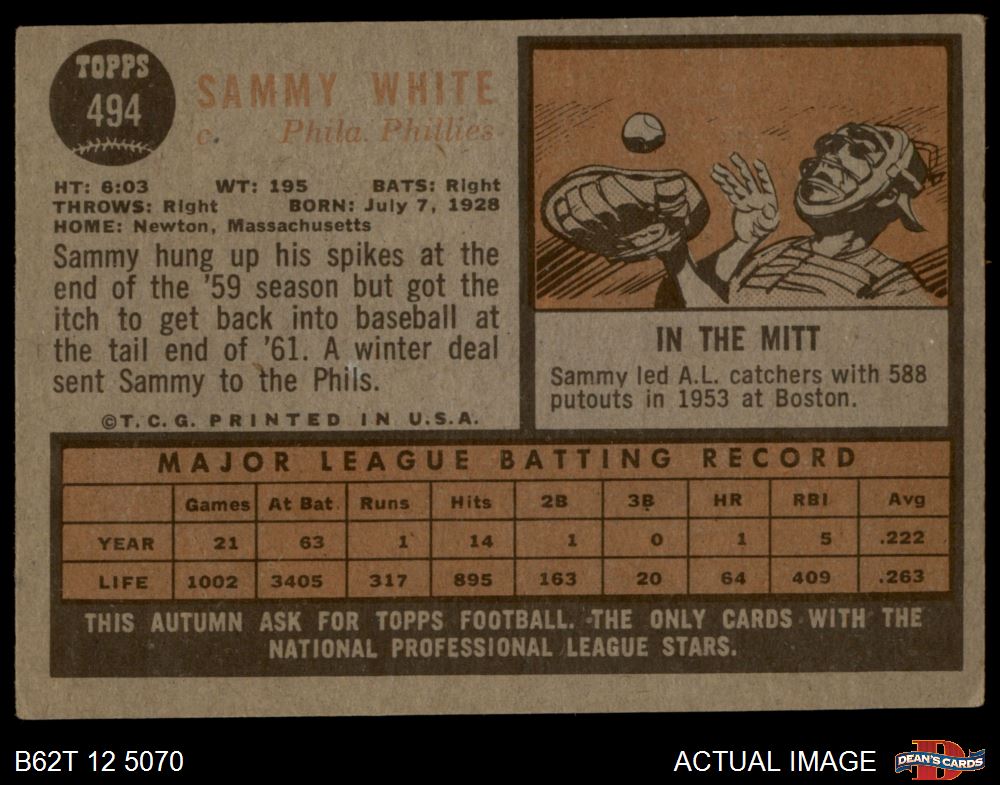 TOPPS
494
SAMMY WHITE
c. Phila. Phillies
HT: 6:03 WT: 195 BATS: Right
THROWS: Right BORN: July 7, 1928
HOME: Newton, Massachusetts
Sammy hung up his spikes at the
end of the '59 season but got the
itch to get back into baseball at
the tail end of '61. A winter deal
sent Sammy to the Phils.
©T.C.G. PRINTED IN U.S.A.
IN THE MITT
Sammy led A.L. catchers with 588
putouts in 1953 at Boston.
MAJOR LEAGUE BATTING RECORD
Games At Bat Runs Hits 2B 3B HR RBI Avg
YEAR 21 63 1 14 1 0 1 5 .222
LIFE 1002 3405 317 895 163 20 64 409 .263
THIS AUTUMN ASK FOR TOPPS FOOTBALL. THE ONLY CARDS WITH THE
NATIONAL PROFESSIONAL LEAGUE STARS.
B62T 12 5070 ACTUAL IMAGE D DEAN'S CARDS